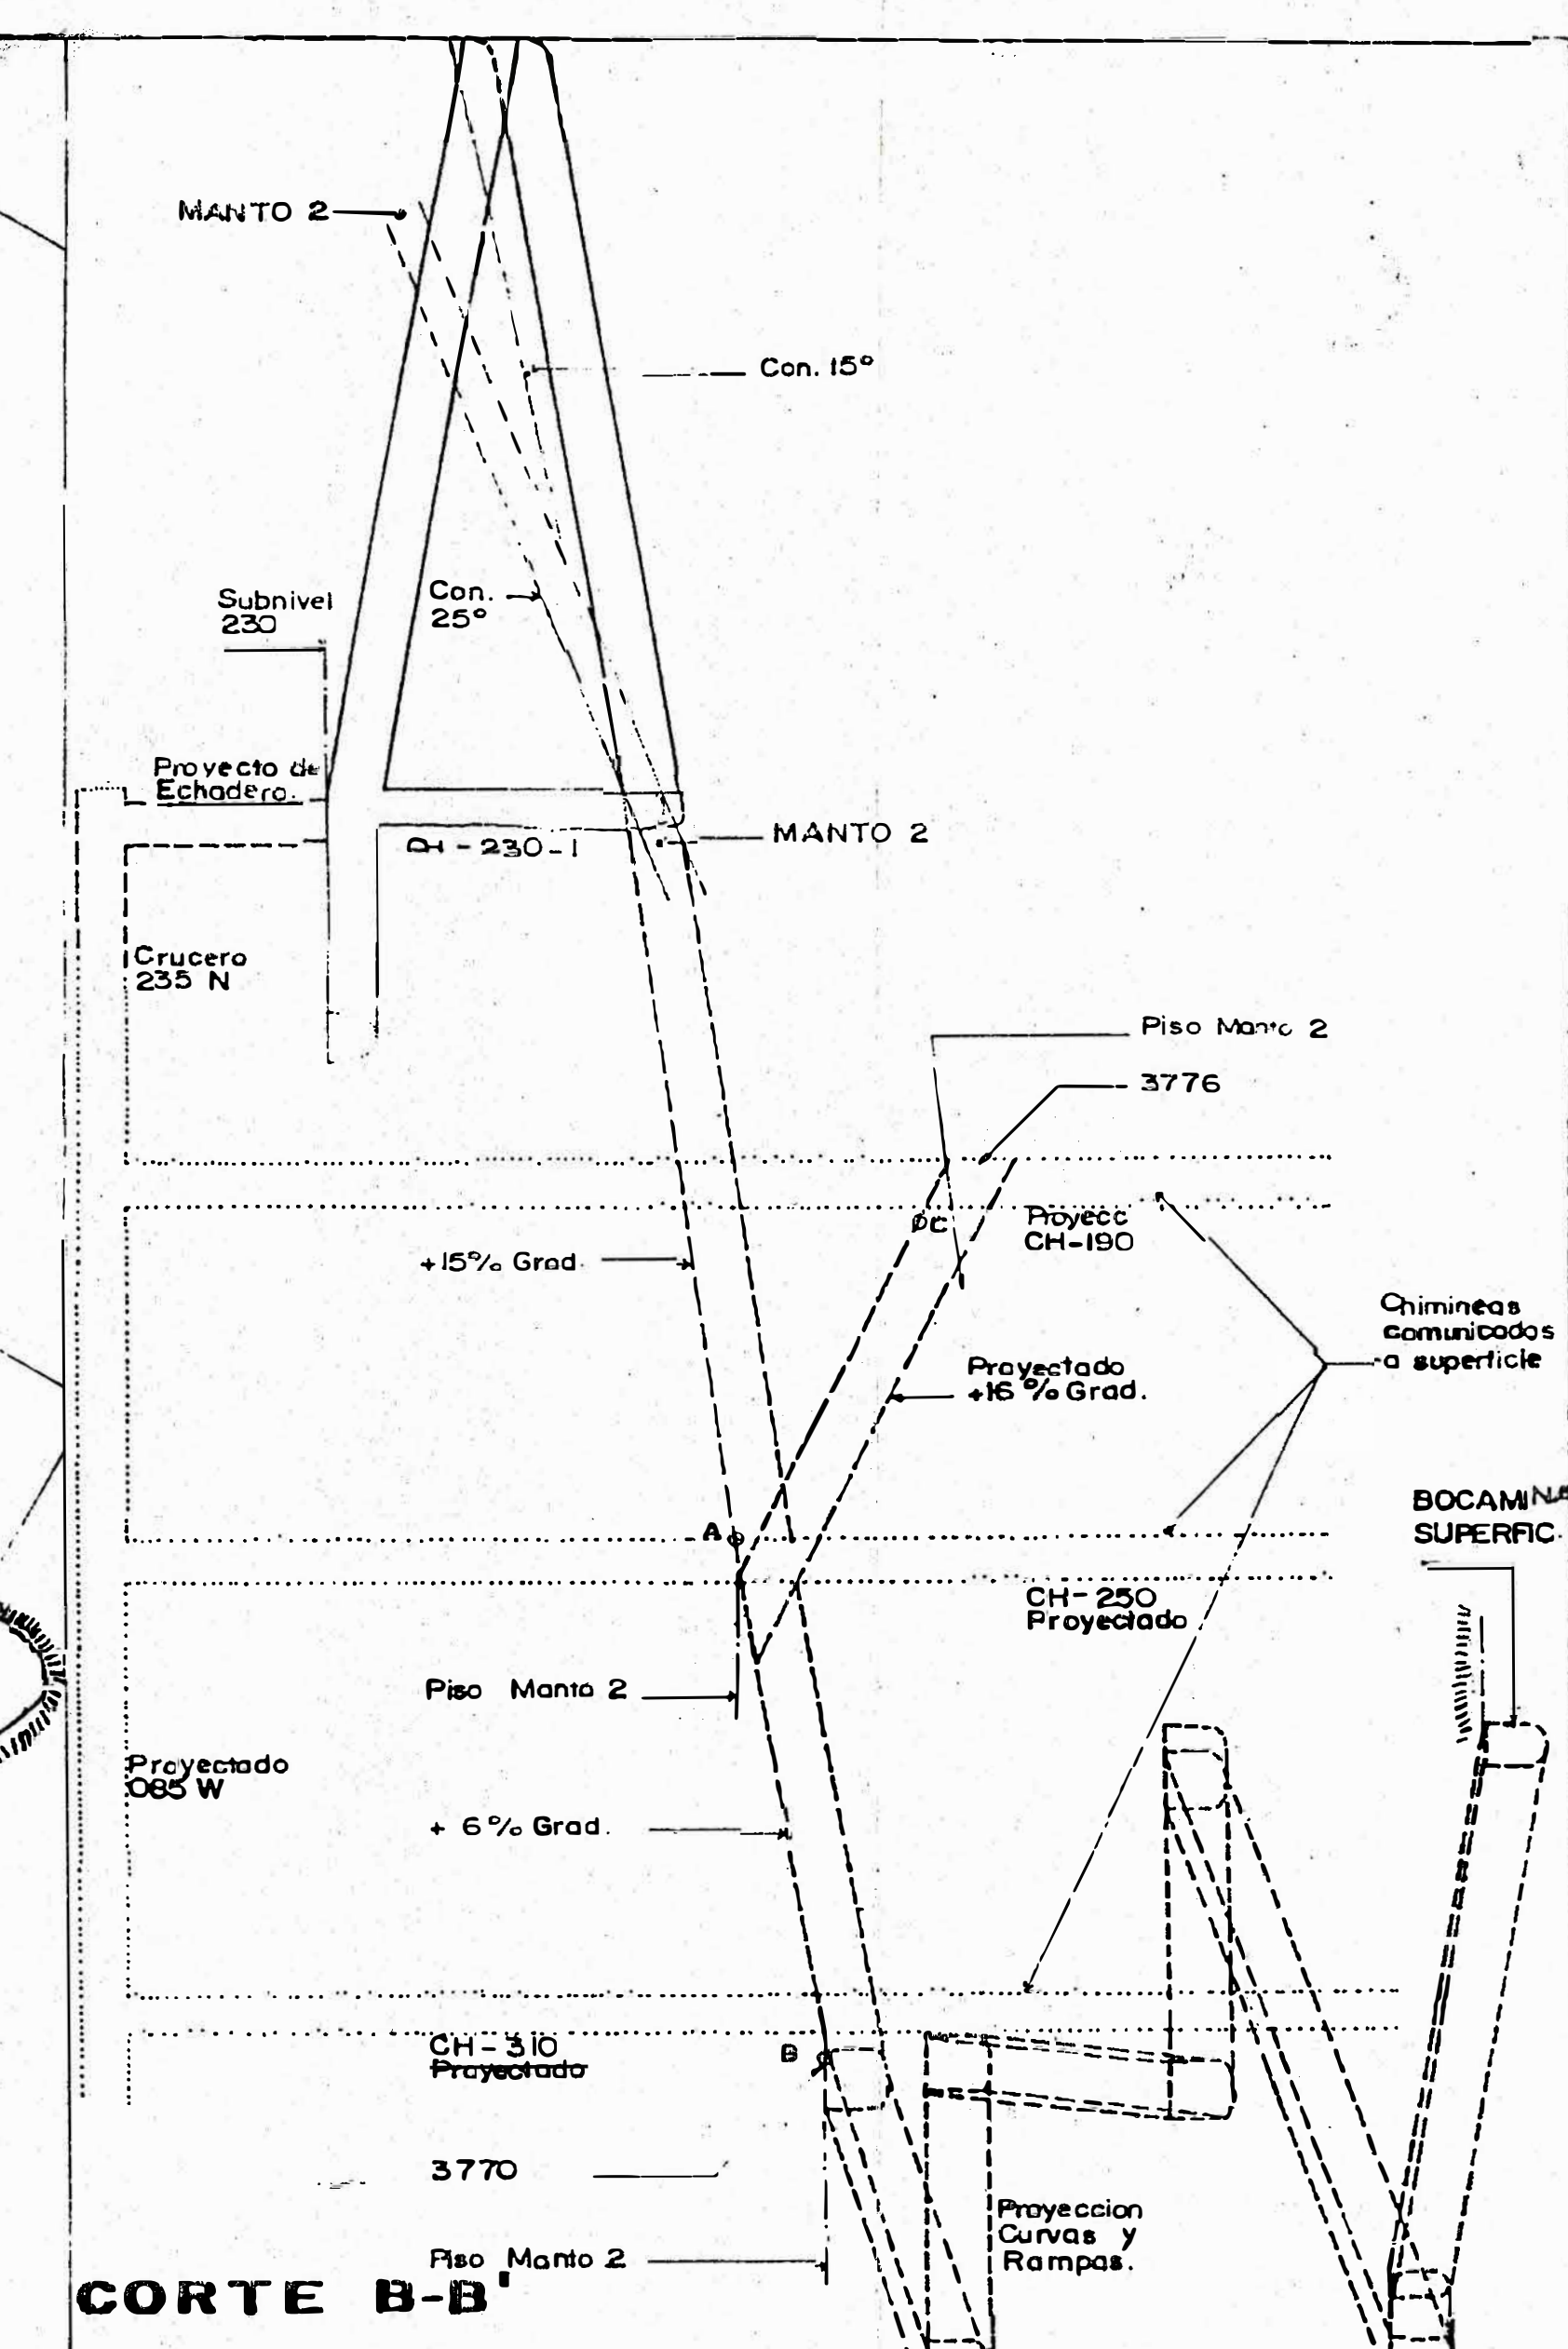 MANTO 2
Con. 15°
Subnivel
230
Con.
25°
Proyecto de
Echadero.
CH-230-1
MANTO 2
Crucero
235 N
Piso Manto 2
3776
C
Proyecc
CH-190
+15% Grad.
Chimineas
comunicados
a superficie
Proyectado
+16 % Grad.
BOCAMINA
SUPERFIC.
A
CH-250
Proyectado
Piso Manto 2
Proyectado
085 W
+ 6% Grad.
CH-310
Proyectado
B
3770
Proyeccion
Curvas y
Rampas.
Piso Manto 2
CORTE B-B'